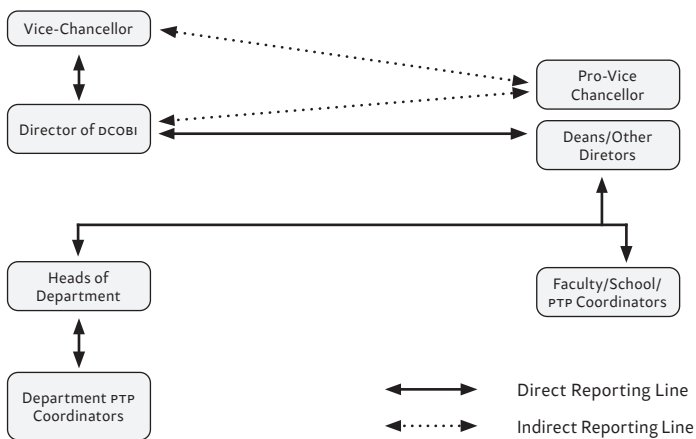 Vice-Chancellor
Pro-Vice
Chancellor
Director of DCOBI
Deans/Other
Diretors
Heads of
Department
Faculty/School/
PTP Coordinators
Department PTP
Coordinators
Direct Reporting Line
Indirect Reporting Line